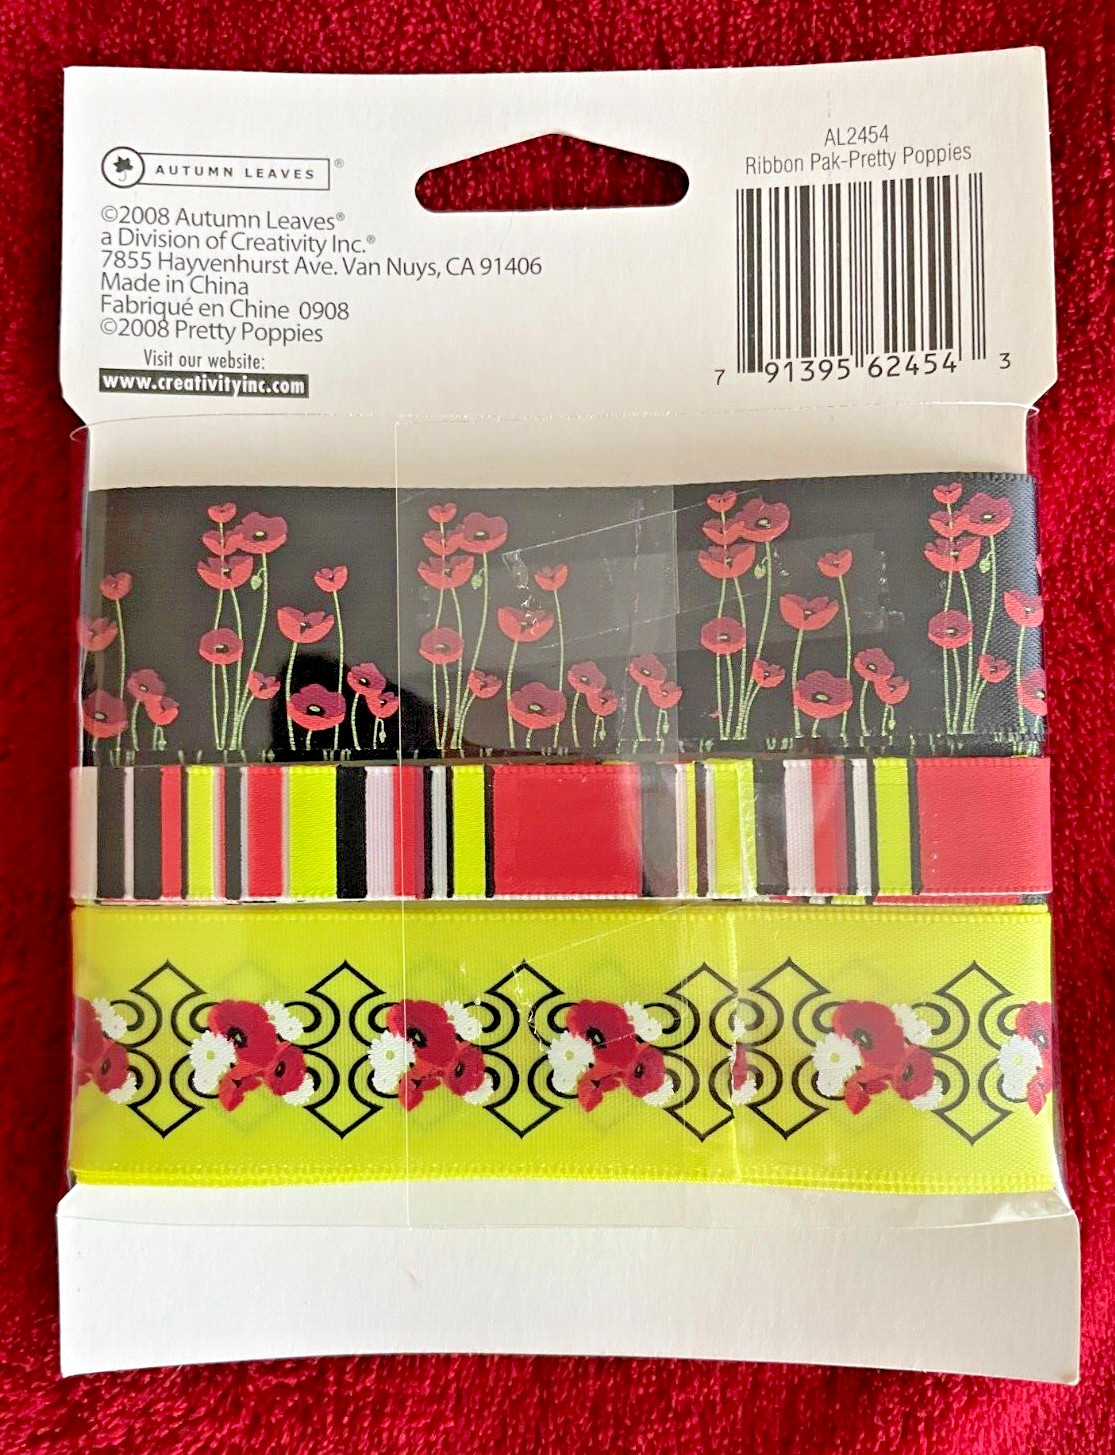 AUTUMN LEAVES®
©2008 Autumn Leaves®
a Division of Creativity Inc.®
7855 Hayvenhurst Ave. Van Nuys, CA 91406
Made in China
Fabriqué en Chine 0908
©2008 Pretty Poppies
Visit our website:
www.creativityinc.com
AL2454
Ribbon Pak-Pretty Poppies
7 91395 62454 3